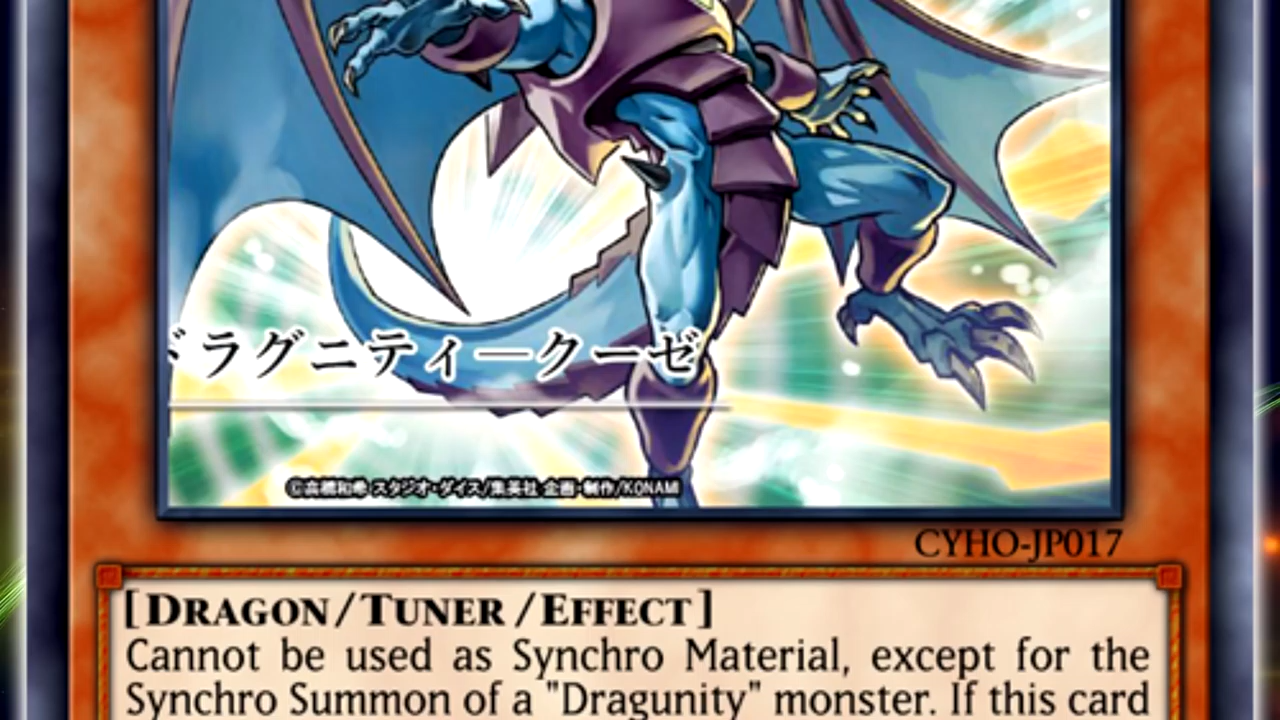 ドラグニティークーゼ
©高橋和希 スタジオ・ダイス/集英社 企画・制作/KONAMI
CYHO-JP017
[DRAGON/TUNER/EFFECT]
Cannot be used as Synchro Material, except for the
Synchro Summon of a "Dragunity" monster. If this card